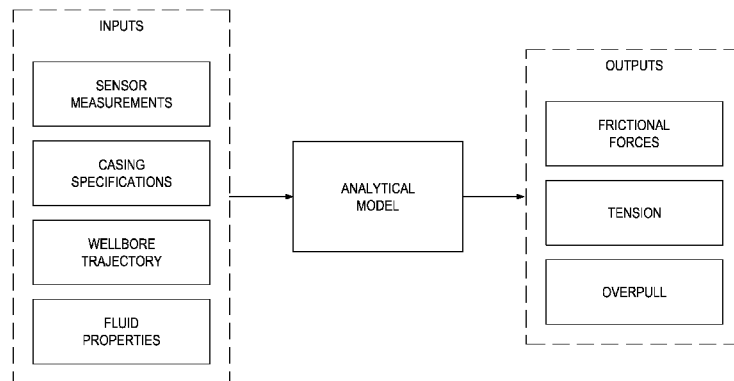 INPUTS
SENSOR
MEASUREMENTS
CASING
SPECIFICATIONS
WELLBORE
TRAJECTORY
FLUID
PROPERTIES
ANALYTICAL
MODEL
OUTPUTS
FRICTIONAL
FORCES
TENSION
OVERPULL